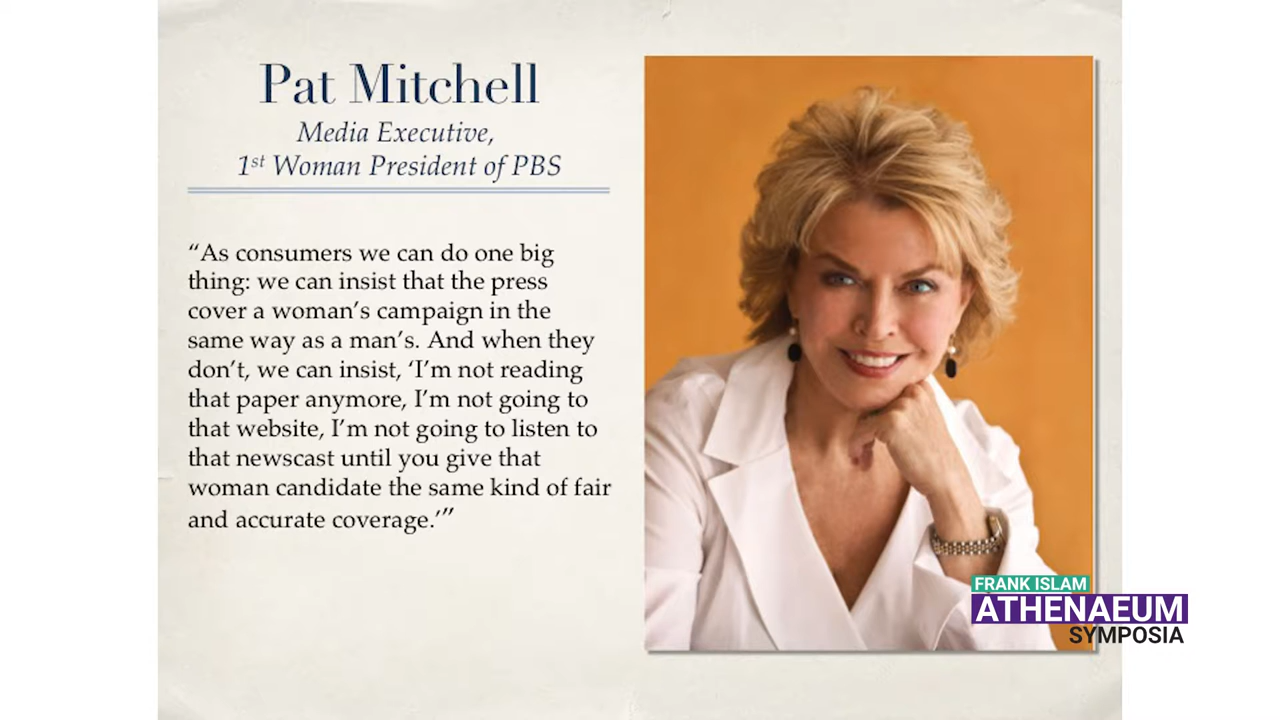 Pat Mitchell
Media Executive,
1st Woman President of PBS
“As consumers we can do one big
thing: we can insist that the press
cover a woman’s campaign in the
same way as a man’s. And when they
don’t, we can insist, ‘I’m not reading
that paper anymore, I’m not going to
that website, I’m not going to listen to
that newscast until you give that
woman candidate the same kind of fair
and accurate coverage.’”
FRANK ISLAM
ATHENAEUM
SYMPOSIA